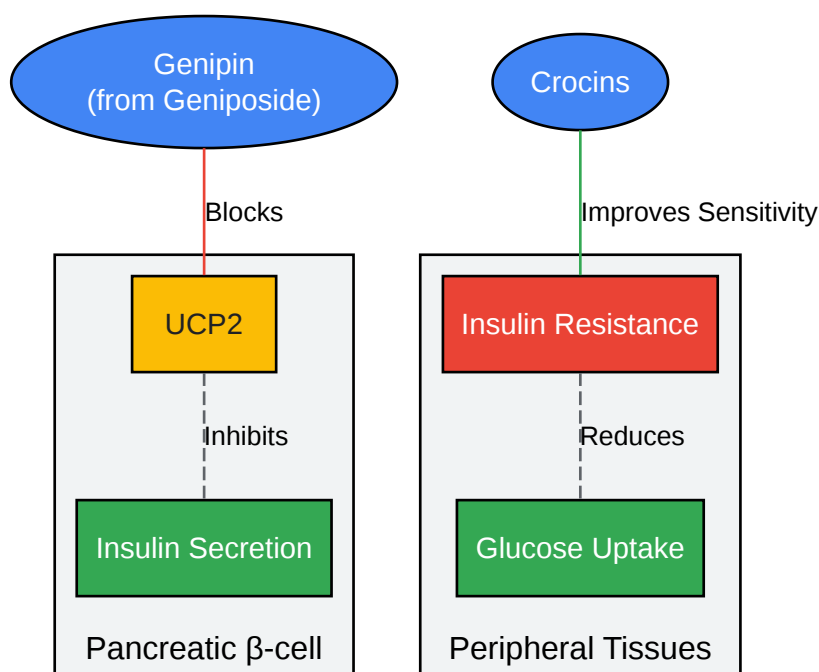 Genipin
(from Geniposide)
Crocins
Blocks
Improves Sensitivity
UCP2
Insulin Resistance
Inhibits
Reduces
Insulin Secretion
Glucose Uptake
Pancreatic β-cell
Peripheral Tissues